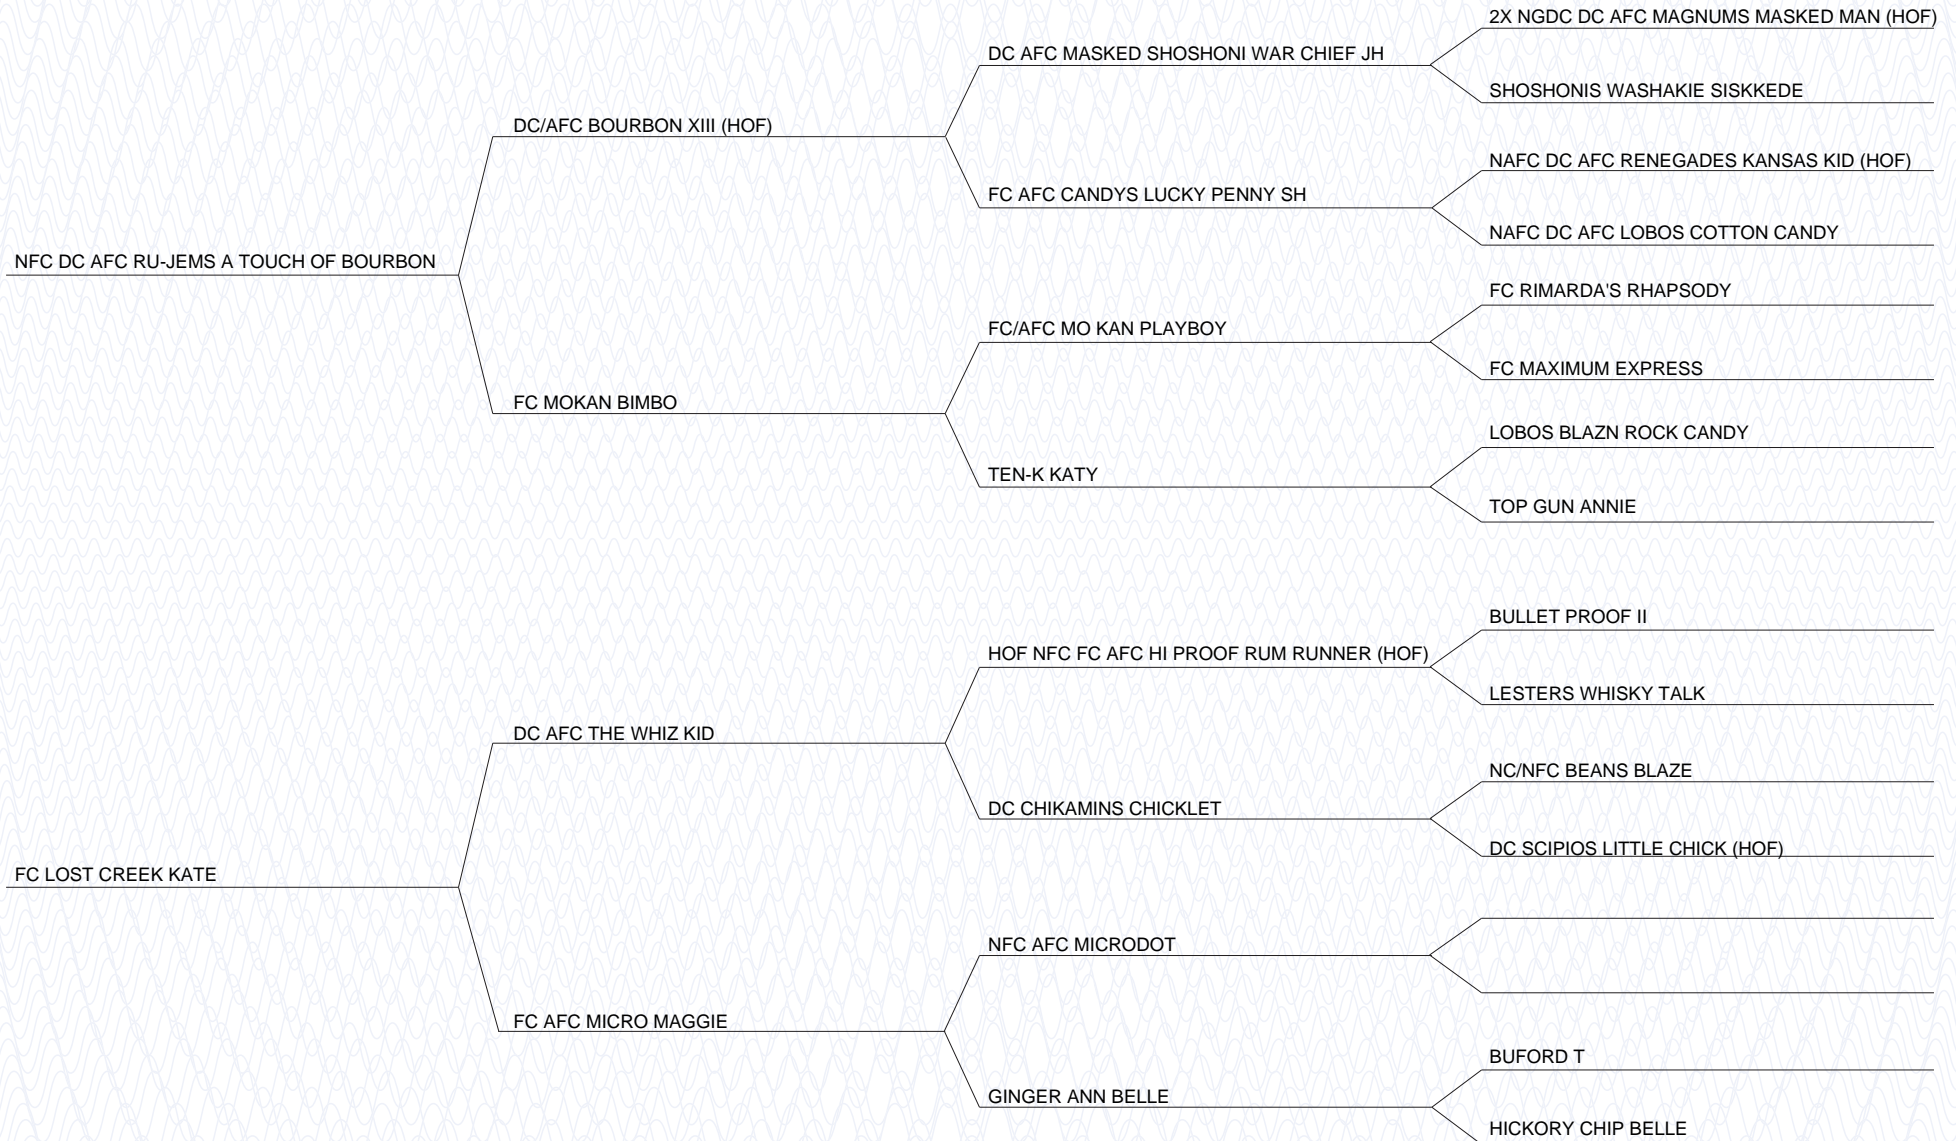 2X NGDC DC AFC MAGNUMS MASKED MAN (HOF)
DC AFC MASKED SHOSHONI WAR CHIEF JH
SHOSHONIS WASHAKIE SISKKEDE
DC/AFC BOURBON XIII (HOF)
NAFC DC AFC RENEGADES KANSAS KID (HOF)
FC AFC CANDYS LUCKY PENNY SH
NAFC DC AFC LOBOS COTTON CANDY
NFC DC AFC RU-JEMS A TOUCH OF BOURBON
FC RIMARDA'S RHAPSODY
FC/AFC MO KAN PLAYBOY
FC MAXIMUM EXPRESS
FC MOKAN BIMBO
LOBOS BLAZN ROCK CANDY
TEN-K KATY
TOP GUN ANNIE
BULLET PROOF II
HOF NFC FC AFC HI PROOF RUM RUNNER (HOF)
LESTERS WHISKY TALK
DC AFC THE WHIZ KID
NC/NFC BEANS BLAZE
DC CHIKAMINS CHICKLET
DC SCIPIOS LITTLE CHICK (HOF)
FC LOST CREEK KATE
NFC AFC MICRODOT
FC AFC MICRO MAGGIE
BUFORD T
GINGER ANN BELLE
HICKORY CHIP BELLE